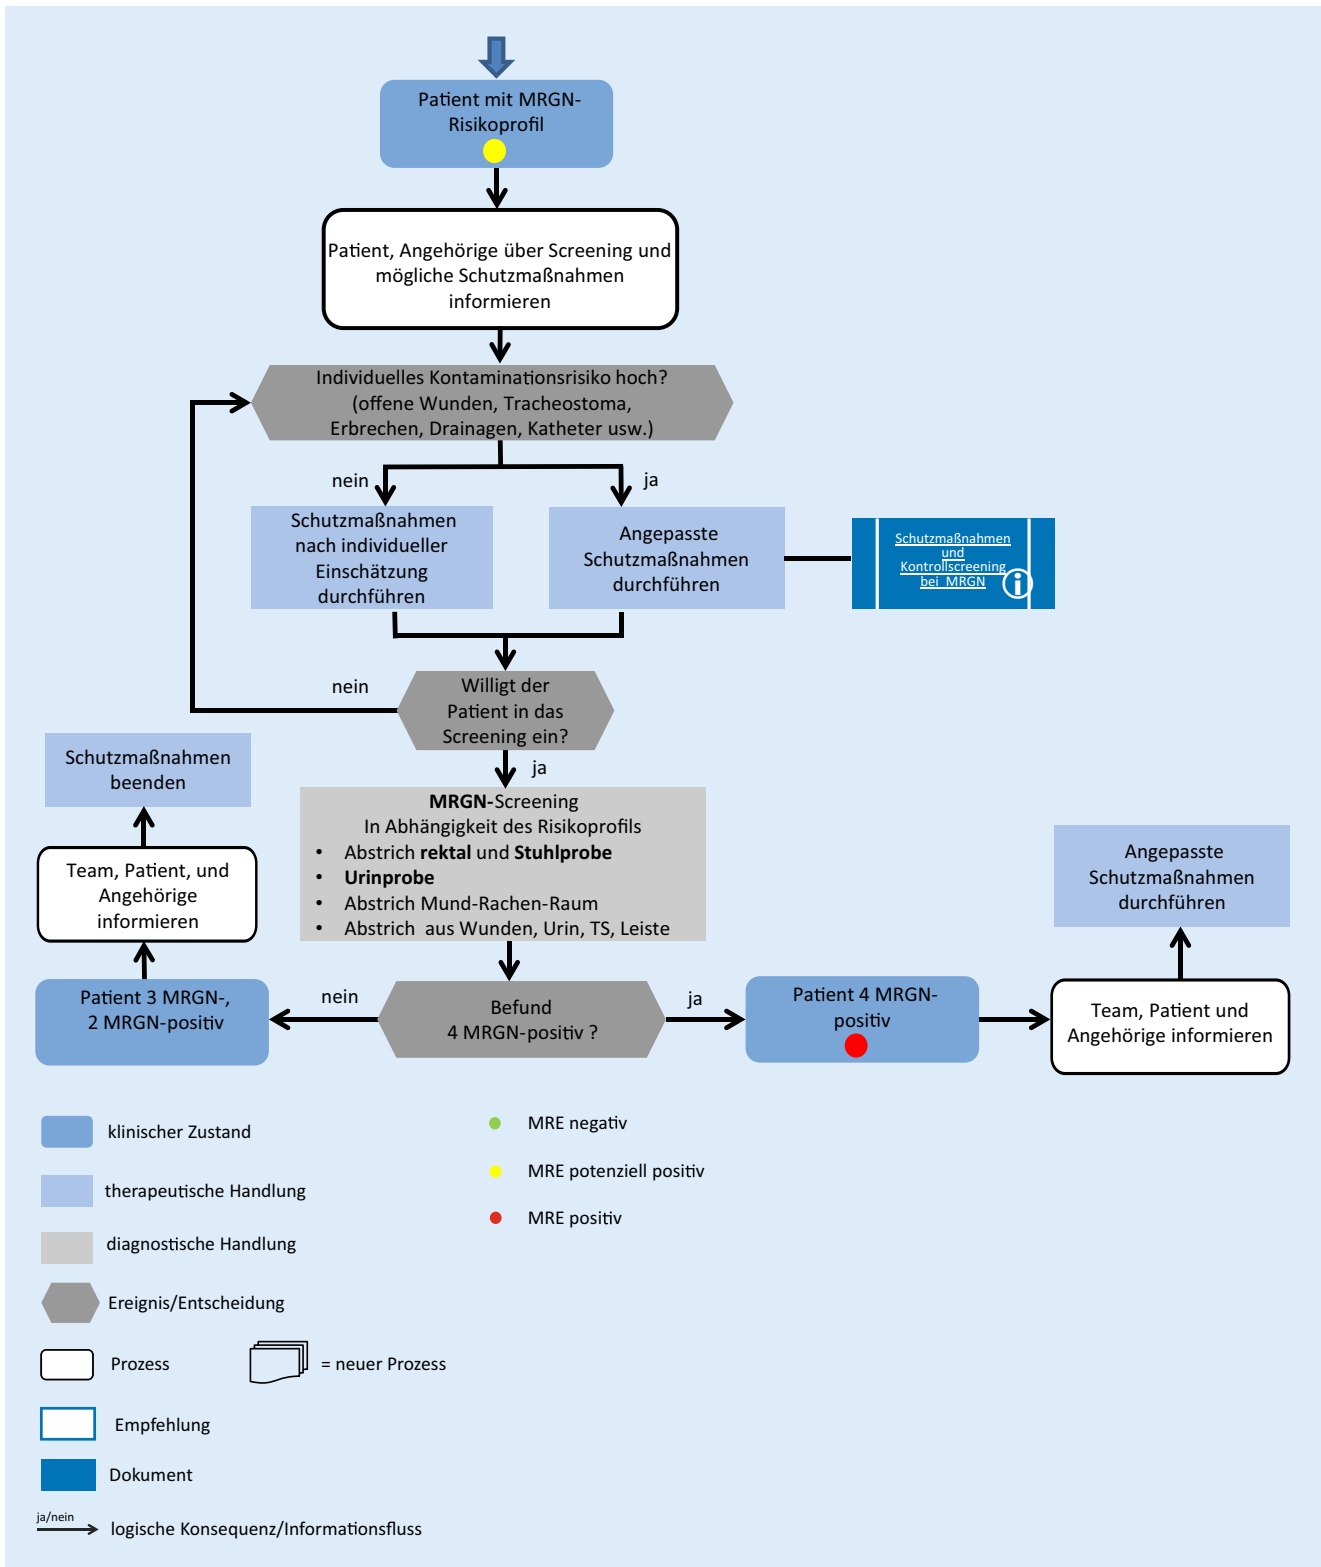 Patient mit MRGN-
Risikoprofil
Patient, Angehörige über Screening und
mögliche Schutzmaßnahmen
informieren
Individuelles Kontaminationsrisiko hoch?
(offene Wunden, Tracheostoma,
Erbrechen, Drainagen, Katheter usw.)
nein
ja
Schutzmaßnahmen
nach individueller
Einschätzung
durchführen
Angepasste
Schutzmaßnahmen
durchführen
Schutzmaßnahmen
und
Kontrollscreening
bei MRGN
nein
Willigt der
Patient in das
Screening ein?
ja
Schutzmaßnahmen
beenden
MRGN-Screening
In Abhängigkeit des Risikoprofils
• Abstrich rektal und Stuhlprobe
• Urinprobe
• Abstrich Mund-Rachen-Raum
• Abstrich aus Wunden, Urin, TS, Leiste
Team, Patient, und
Angehörige
informieren
Angepasste
Schutzmaßnahmen
durchführen
Patient 3 MRGN-,
2 MRGN-positiv
nein
Befund
4 MRGN-positiv ?
ja
Patient 4 MRGN-
positiv
Team, Patient und
Angehörige informieren
klinischer Zustand
therapeutische Handlung
diagnostische Handlung
Ereignis/Entscheidung
Prozess
= neuer Prozess
Empfehlung
Dokument
ja/nein
logische Konsequenz/Informationsfluss
MRE negativ
MRE potenziell positiv
MRE positiv